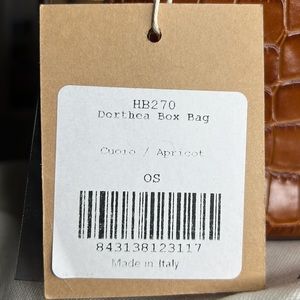 HB270
Dorthea Box Bag
Cuoio / Apricot
OS
843138123117
Made in Italy